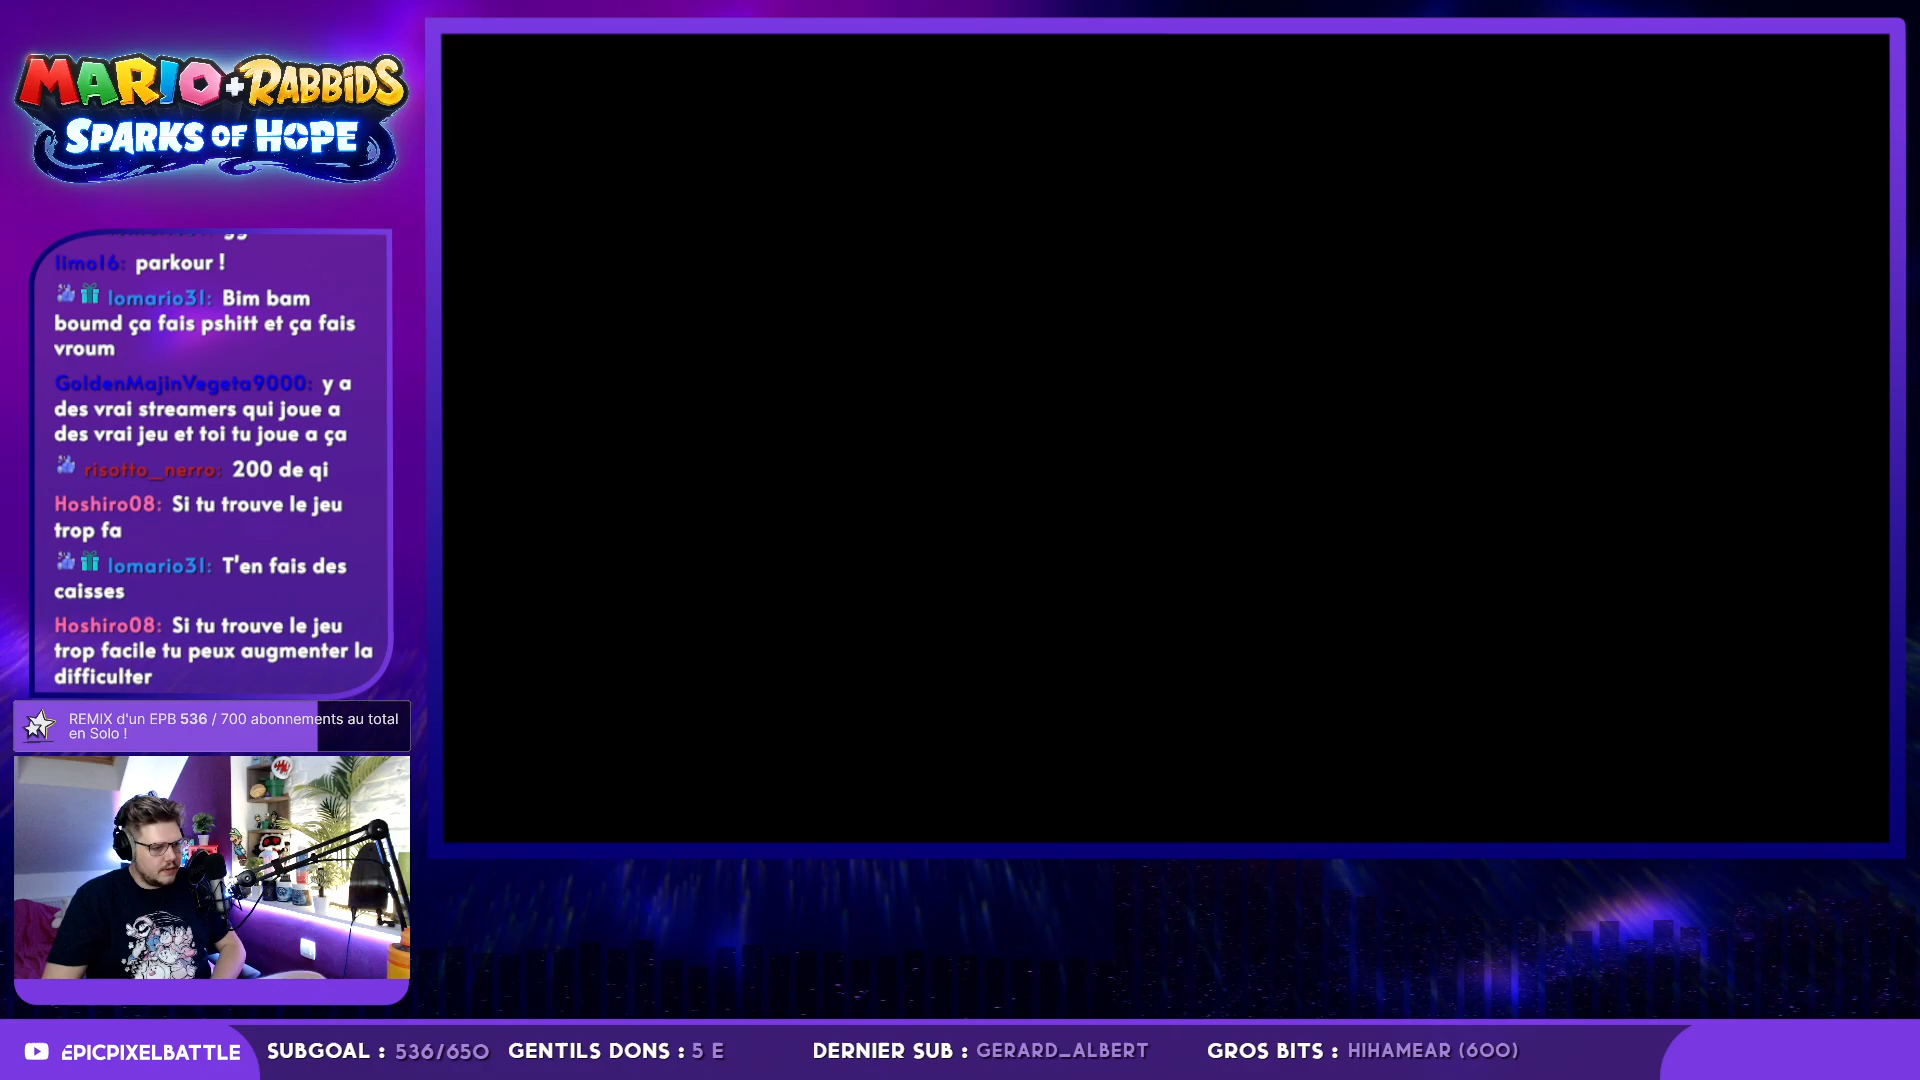 MARIO+RABBIDS
SPARKS OF HOPE
limo16: parkour !
lomario31: Bim bam
boumd ça fais pshitt et ça fais
vroum
GoldenMajinVegeta9000: y a
des vrai streamers qui joue a
des vrai jeu et toi tu joue a ça
risotto_nerro: 200 de qi
Hoshiro08: Si tu trouve le jeu
trop fa
lomario31: T'en fais des
caisses
Hoshiro08: Si tu trouve le jeu
trop facile tu peux augmenter la
difficulter
REMIX d'un EPB 536 / 700 abonnements au total
en Solo !
EPICPIXELBATTLE
SUBGOAL : 536/650
GENTILS DONS : 5 E
DERNIER SUB : GERARD_ALBERT
GROS BITS : HIHAMEAR (600)